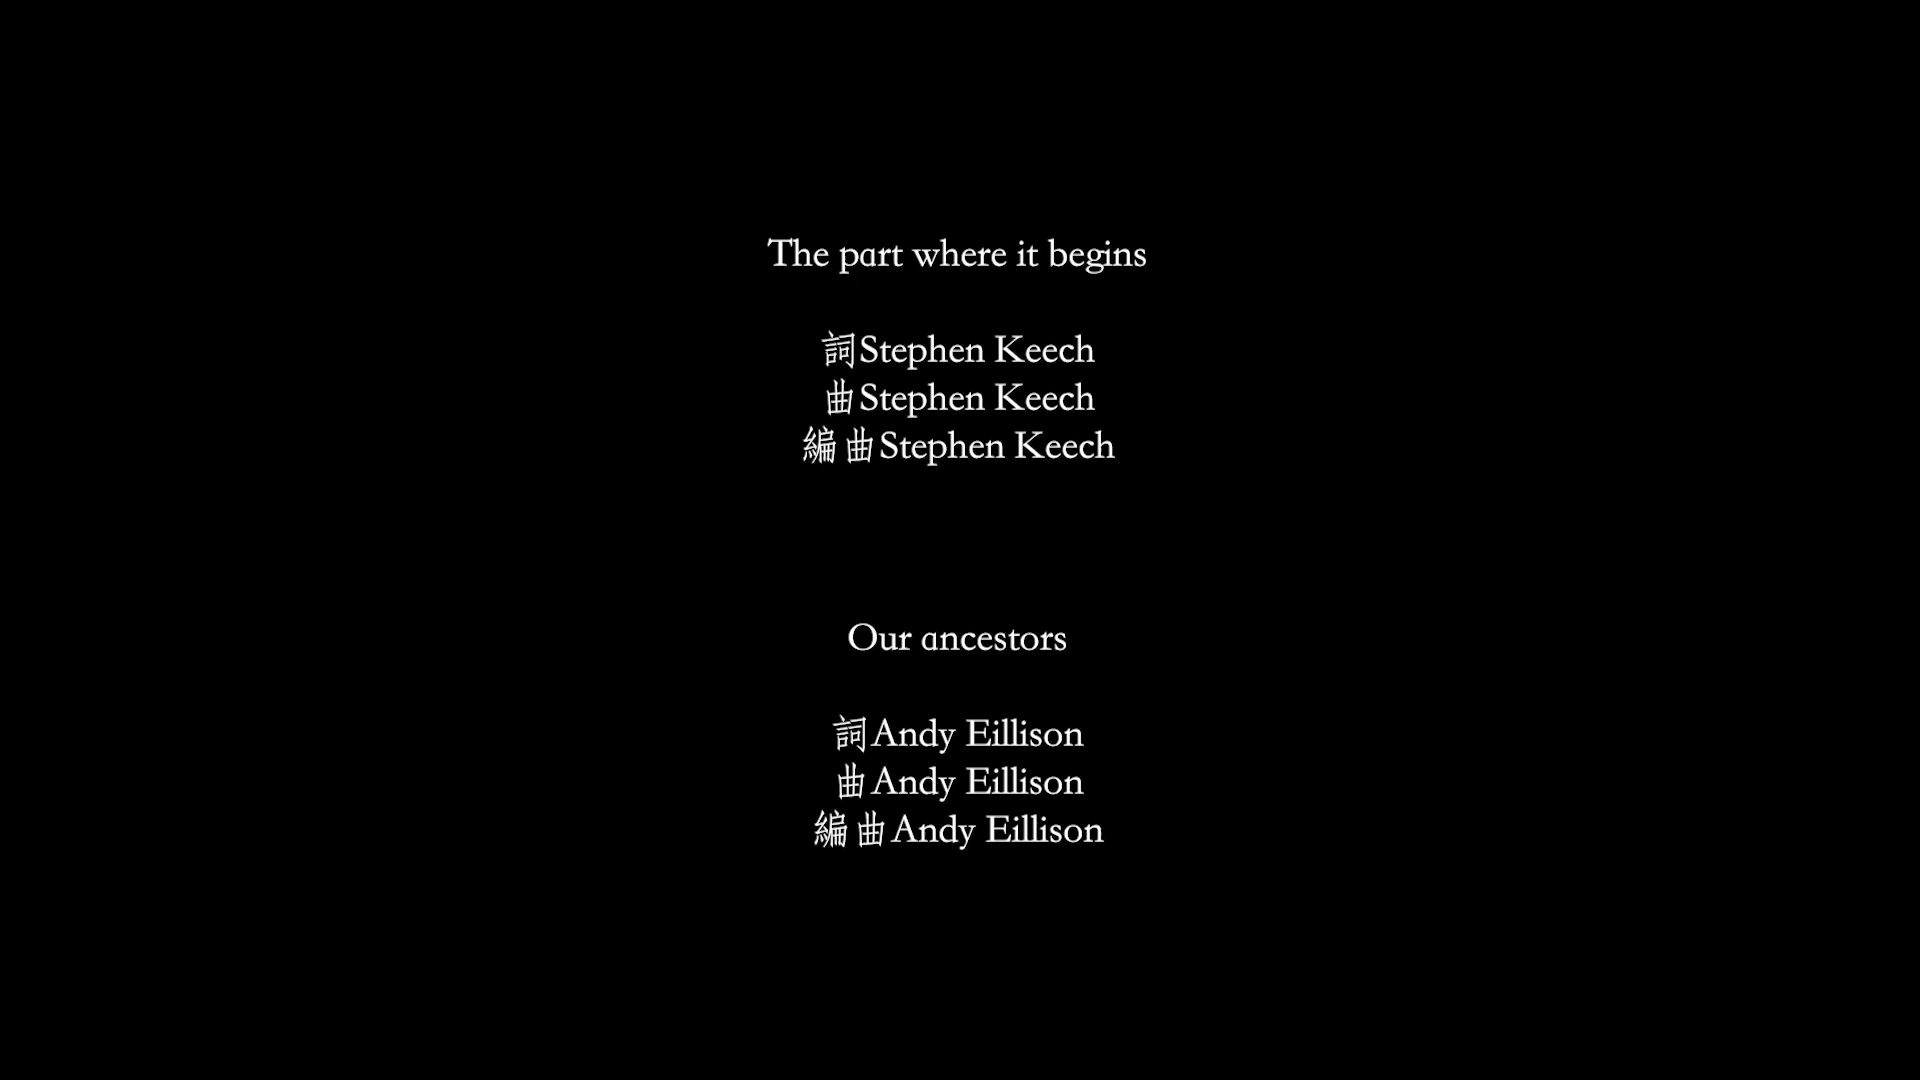 The part where it begins
詞Stephen Keech
曲Stephen Keech
編曲Stephen Keech
Our ancestors
詞Andy Eillison
曲Andy Eillison
編曲Andy Eillison